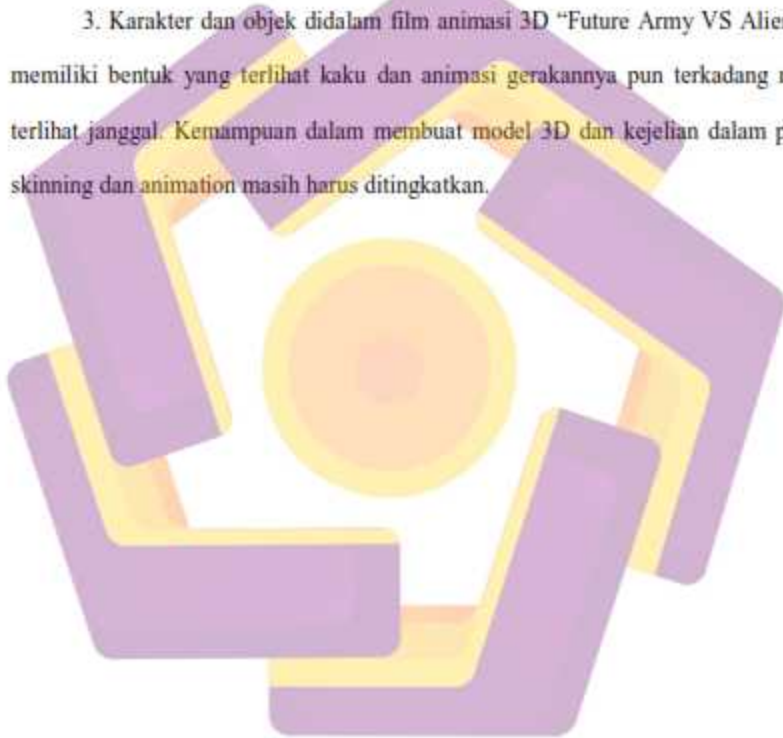 3. Karakter dan objek didalam film animasi 3D “Future Army VS Alien
memiliki bentuk yang terlihat kaku dan animasi gerakannya pun terkadang
terlihat janggal. Kemampuan dalam membuat model 3D dan kejelian dalam
skinning dan animation masih harus ditingkatkan.